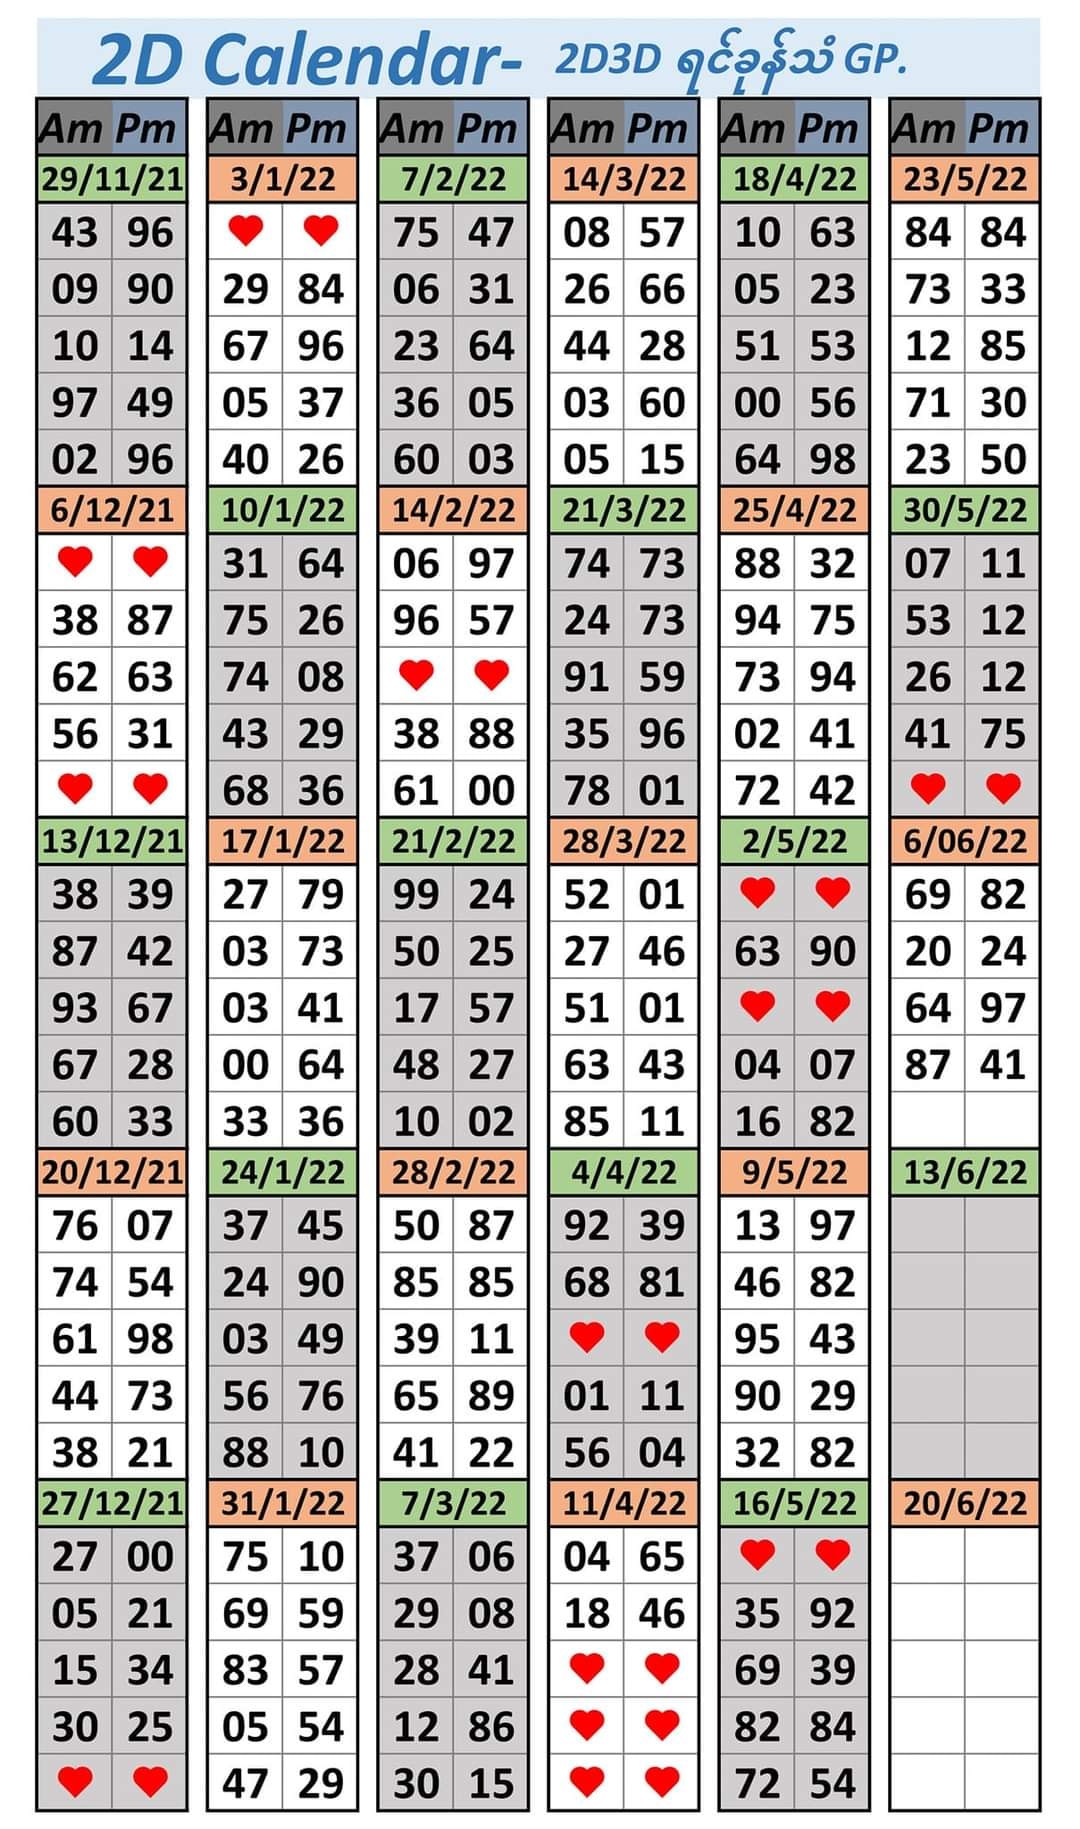 2D Calendar- 2D3D ရင်ခုန်သံ GP.
Am Pm Am Pm Am Pm Am Pm Am Pm Am Pm
29/11/21 3/1/22 7/2/22 14/3/22 18/4/22 23/5/22
43 96 ♥ ♥ 75 47 08 57 10 63 84 84
09 90 29 84 06 31 26 66 05 23 73 33
10 14 67 96 23 64 44 28 51 53 12 85
97 49 05 37 36 05 03 60 00 56 71 30
02 96 40 26 60 03 05 15 64 98 23 50
6/12/21 10/1/22 14/2/22 21/3/22 25/4/22 30/5/22
♥ ♥ 31 64 06 97 74 73 88 32 07 11
38 87 75 26 96 57 24 73 94 75 53 12
62 63 74 08 ♥ ♥ 91 59 73 94 26 12
56 31 43 29 38 88 35 96 02 41 41 75
♥ ♥ 68 36 61 00 78 01 72 42 ♥ ♥
13/12/21 17/1/22 21/2/22 28/3/22 2/5/22 6/06/22
38 39 27 79 99 24 52 01 ♥ ♥ 69 82
87 42 03 73 50 25 27 46 63 90 20 24
93 67 03 41 17 57 51 01 ♥ ♥ 64 97
67 28 00 64 48 27 63 43 04 07 87 41
60 33 33 36 10 02 85 11 16 82
20/12/21 24/1/22 28/2/22 4/4/22 9/5/22 13/6/22
76 07 37 45 50 87 92 39 13 97
74 54 24 90 85 85 68 81 46 82
61 98 03 49 39 11 ♥ ♥ 95 43
44 73 56 76 65 89 01 11 90 29
38 21 88 10 41 22 56 04 32 82
27/12/21 31/1/22 7/3/22 11/4/22 16/5/22 20/6/22
27 00 75 10 37 06 04 65 ♥ ♥
05 21 69 59 29 08 18 46 35 92
15 34 83 57 28 41 ♥ ♥ 69 39
30 25 05 54 12 86 ♥ ♥ 82 84
♥ ♥ 47 29 30 15 ♥ ♥ 72 54